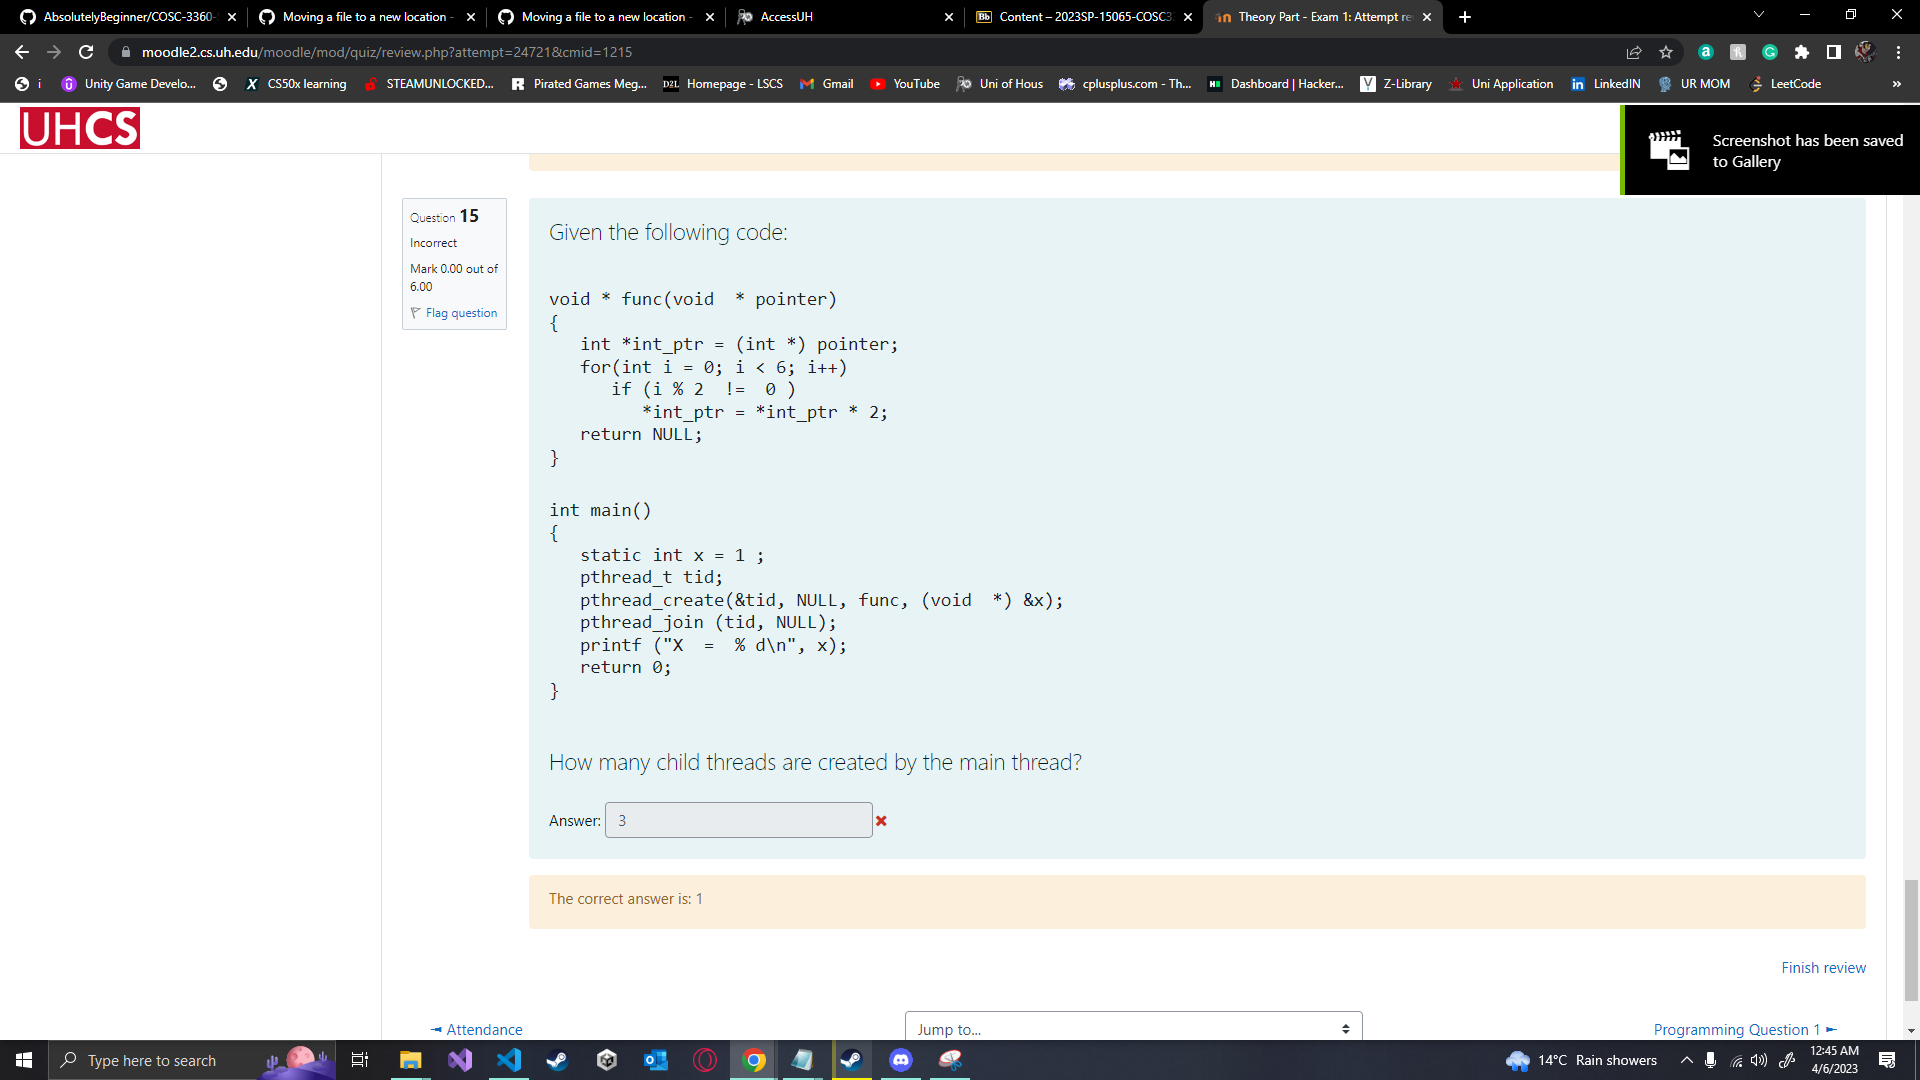 AbsolutelyBeginner/COSC-3360-
Moving a file to a new location -
Moving a file to a new location -
AccessUH
Bb Content – 2023SP-15065-COSC3
Theory Part - Exam 1: Attempt re
moodle2.cs.uh.edu/moodle/mod/quiz/review.php?attempt=24721&cmid=1215
i
Unity Game Develo...
CS50x learning
STEAMUNLOCKED...
Pirated Games Meg...
D2L Homepage - LSCS
Gmail
YouTube
Uni of Hous
cplusplus.com - Th...
Dashboard | Hacker...
Z-Library
Uni Application
LinkedIN
UR MOM
LeetCode
»
UHCS
Screenshot has been saved
to Gallery
Question 15
Incorrect
Mark 0.00 out of
6.00
Flag question
Given the following code:
void * func(void  * pointer)
{
   int *int_ptr = (int *) pointer;
   for(int i = 0; i < 6; i++)
      if (i % 2  !=  0 )
         *int_ptr = *int_ptr * 2;
   return NULL;
}
int main()
{
   static int x = 1 ;
   pthread_t tid;
   pthread_create(&tid, NULL, func, (void  *) &x);
   pthread_join (tid, NULL);
   printf ("X  =  % d\n", x);
   return 0;
}
How many child threads are created by the main thread?
Answer: 3
The correct answer is: 1
Finish review
◄ Attendance
Jump to...
Programming Question 1 ►
Type here to search
14°C Rain showers
12:45 AM
4/6/2023